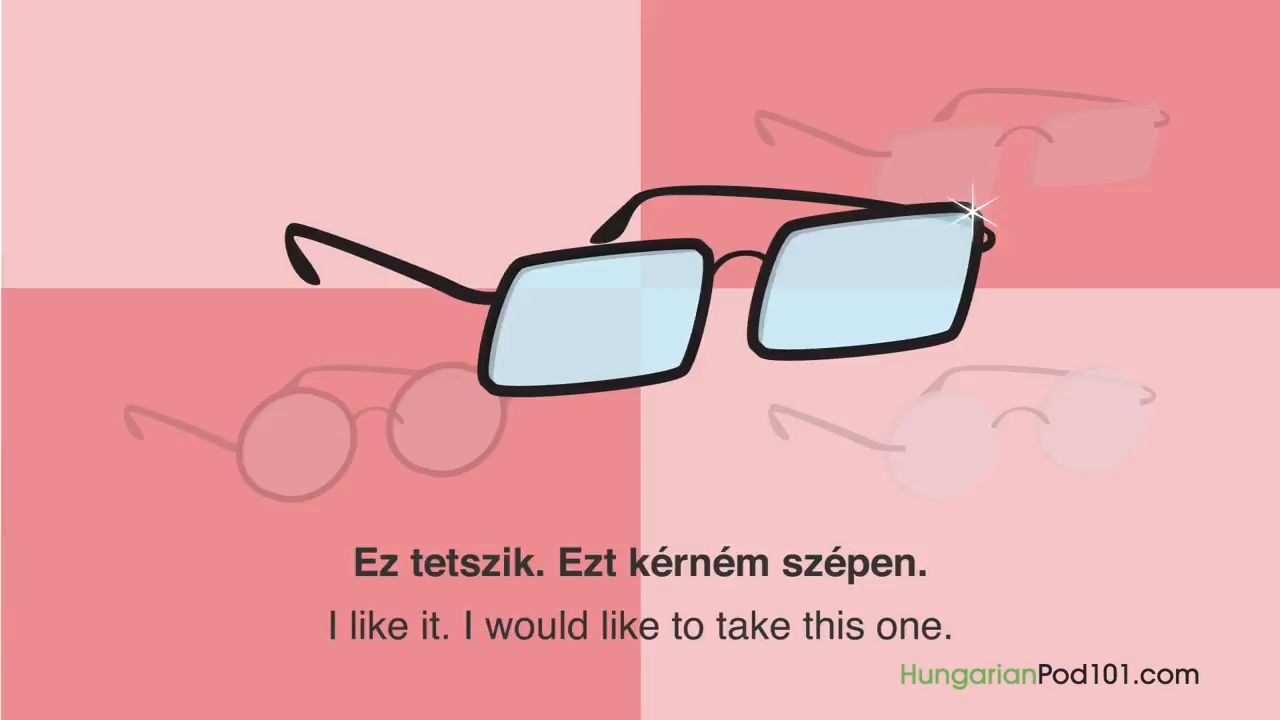 Ez tetszik. Ezt kérném szépen.
I like it. I would like to take this one.
HungarianPod101.com